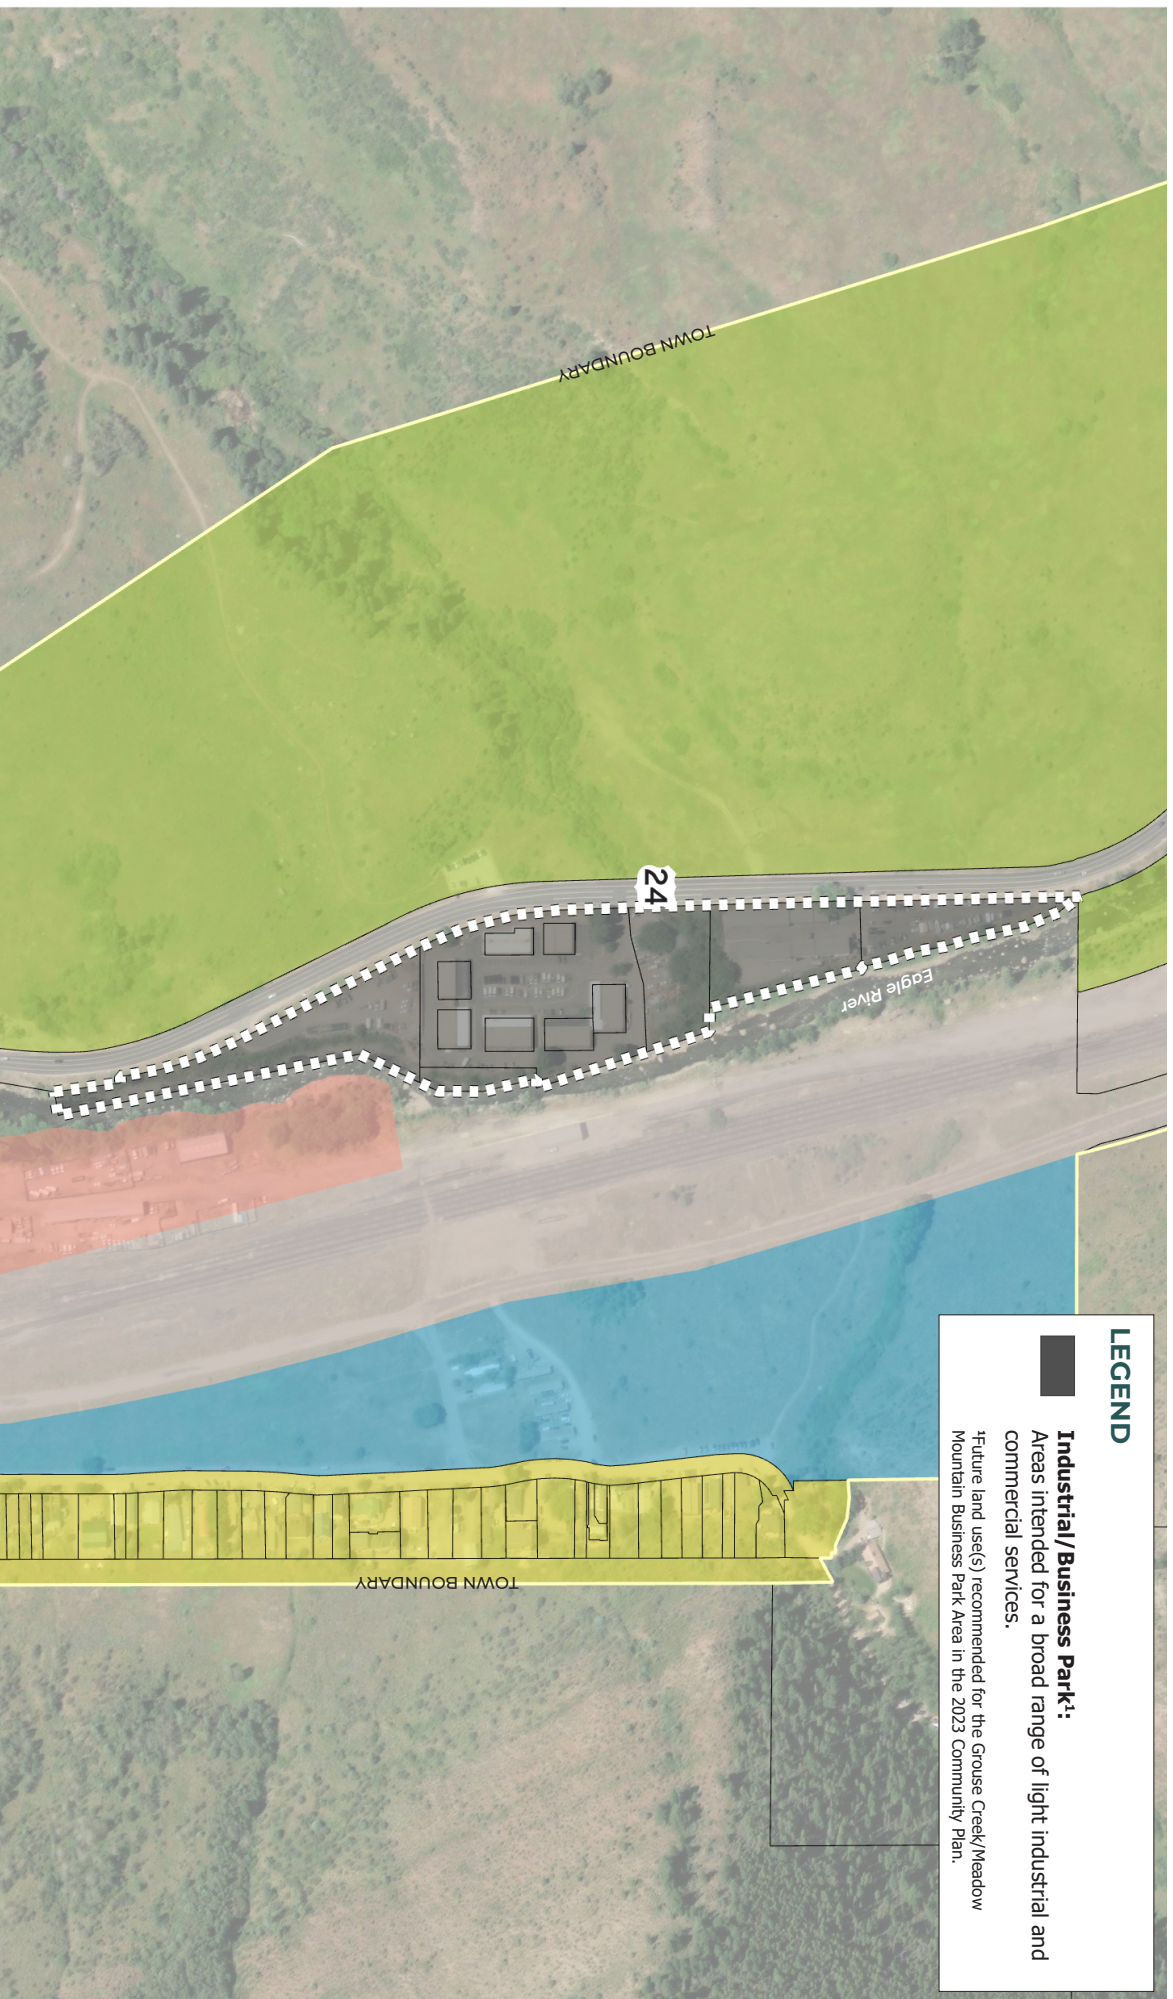 TOWN BOUNDARY
24
Eagle River
TOWN BOUNDARY
LEGEND
Industrial/Business Park¹:
Areas intended for a broad range of light industrial and
commercial services.
¹Future land use(s) recommended for the Grouse Creek/Meadow
Mountain Business Park Area in the 2023 Community Plan.